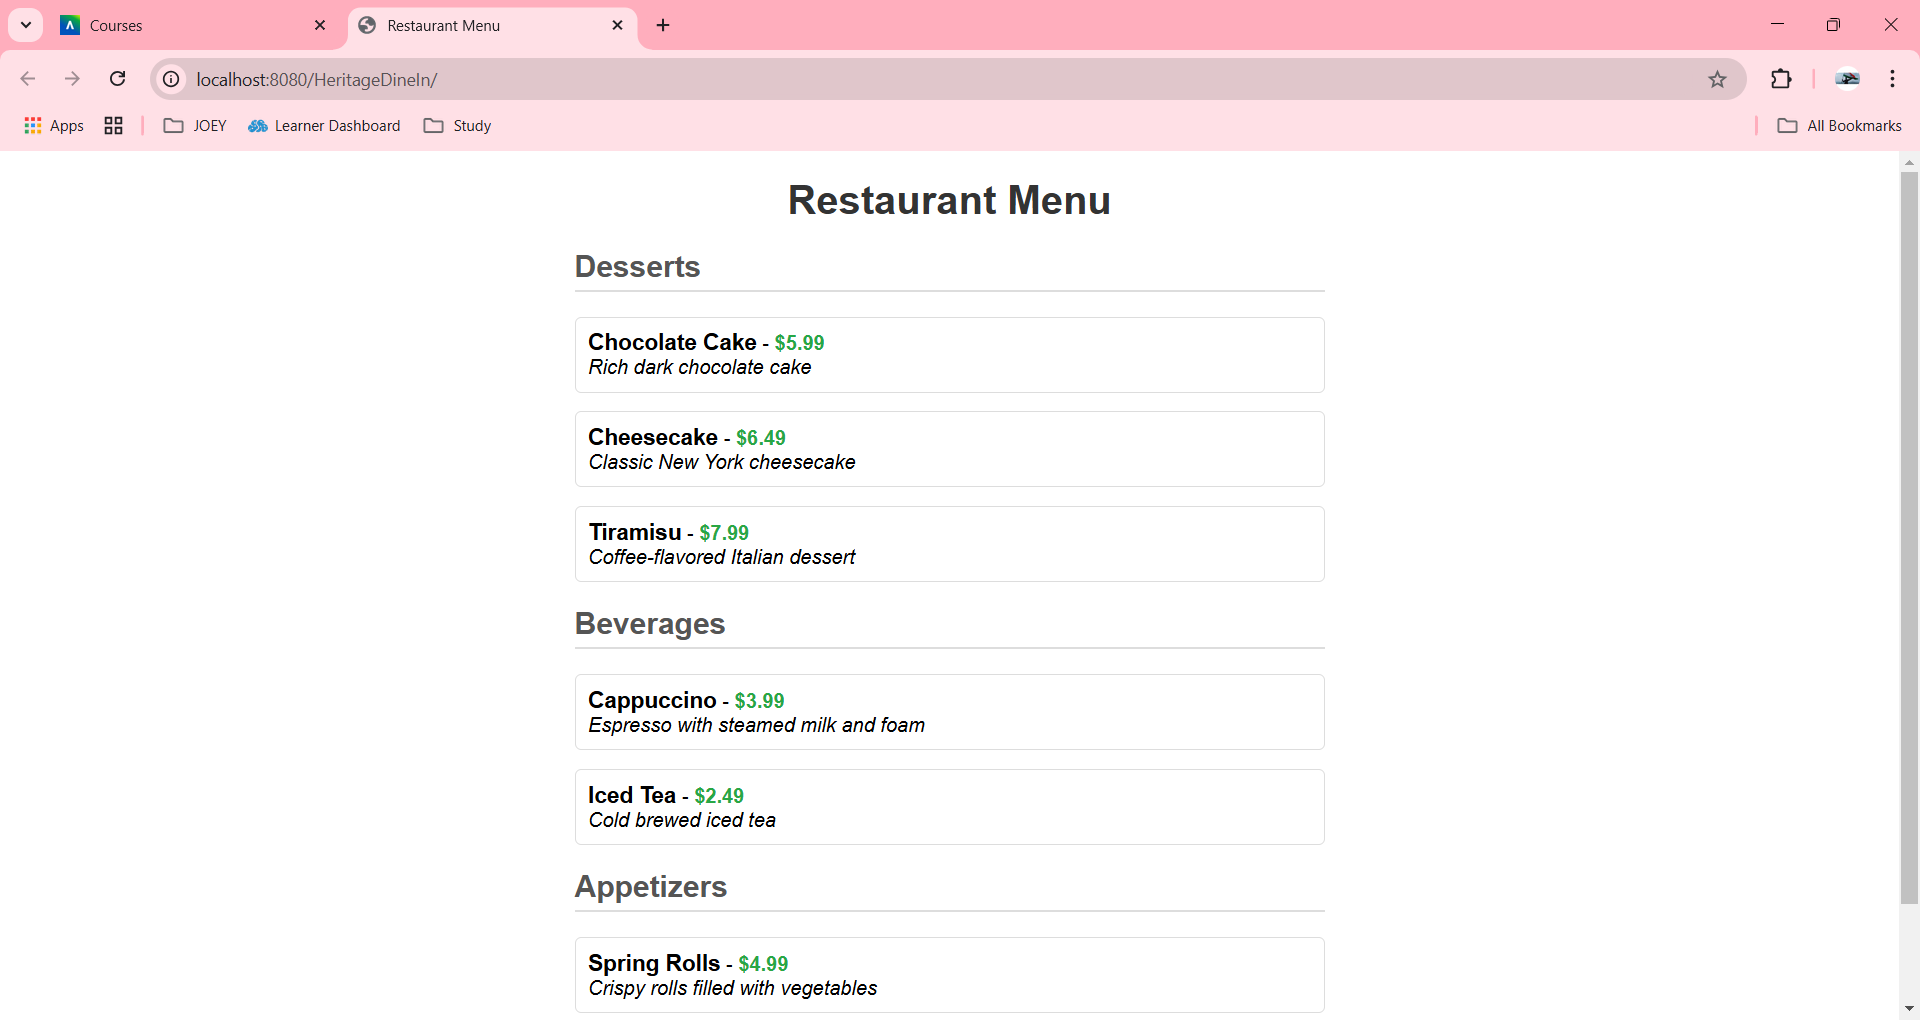 Courses
Restaurant Menu
localhost:8080/HeritageDineIn/
Apps
JOEY
Learner Dashboard
Study
All Bookmarks
Restaurant Menu
Desserts
Chocolate Cake - $5.99
Rich dark chocolate cake
Cheesecake - $6.49
Classic New York cheesecake
Tiramisu - $7.99
Coffee-flavored Italian dessert
Beverages
Cappuccino - $3.99
Espresso with steamed milk and foam
Iced Tea - $2.49
Cold brewed iced tea
Appetizers
Spring Rolls - $4.99
Crispy rolls filled with vegetables